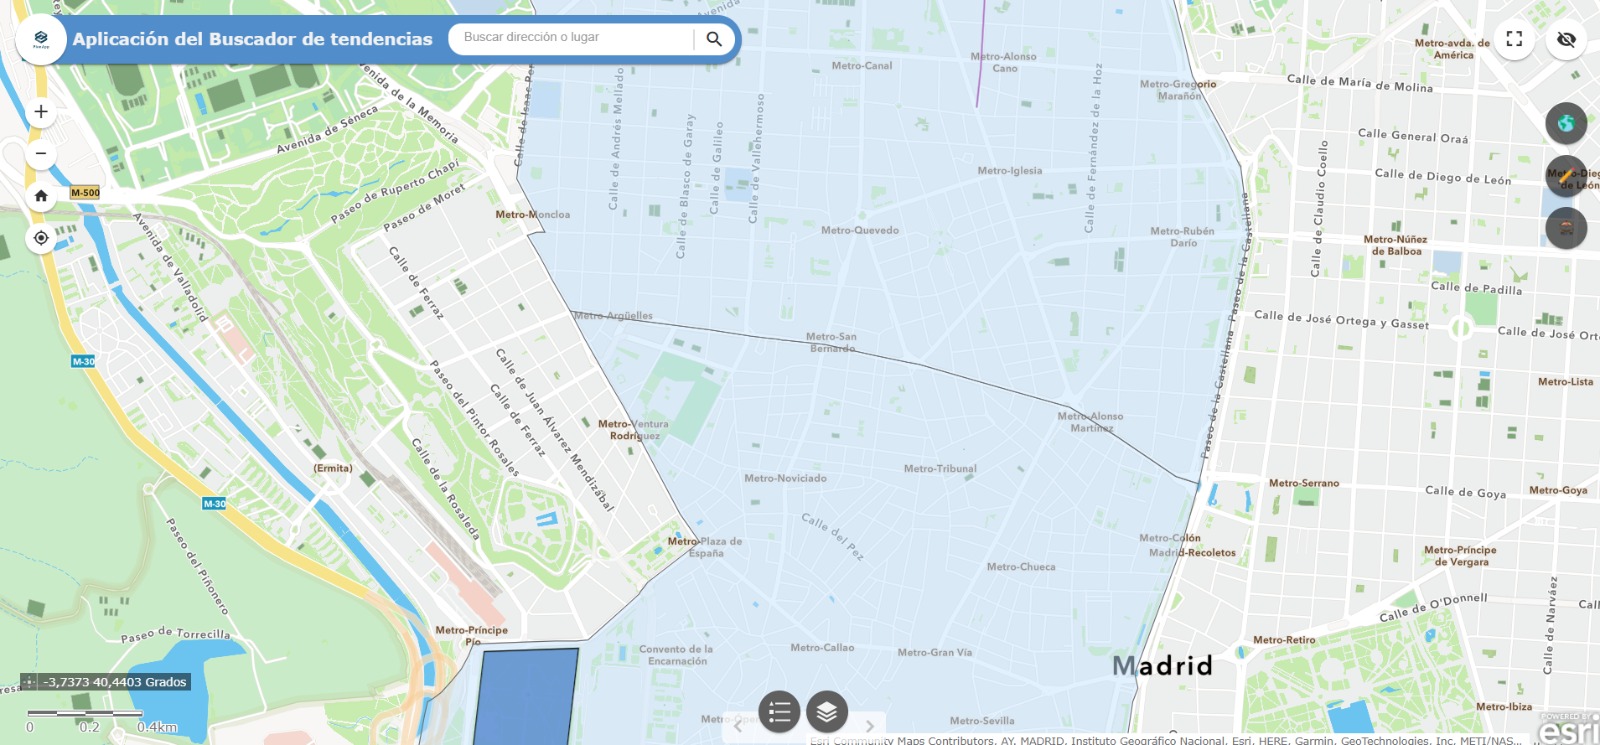 Aplicación del Buscador de tendencias
Buscar dirección o lugar
Metro-avda. de
América
Metro-Alonso
Cano
Metro-Canal
Metro-Gregorio
Marañón
Calle de María de Molina
Avenida de la Memoria
Avenida de Séneca
Calle de Andrés Mellado
Calle de Vallehermoso
Calle de Fernández de la Hoz
Calle de Blasco de Garay
Calle de Galileo
Calle General Oraá
Calle de Claudio Coello
Calle de Diego de León
Metro-Iglesia
Paseo de Ruperto Chapí
Paseo de Moret
M-500
Metro-Moncloa
Metro-Quevedo
Metro-Rubén
Darío
Metro-Núñez
de Balboa
Avenida de Valladolid
Calle de Ferraz
Paseo de la Castellana
Paseo de la Castellana
Calle de Padilla
Metro-Argüelles
Calle de José Ortega y Gasset
Calle de José Ort
Metro-San
Bernardo
M-30
Calle de Juan Álvarez Mendizábal
Paseo del Pintor Rosales
Calle de Ferraz
Metro-Lista
Metro-Alonso
Martínez
Metro-Ventura
Rodríguez
Calle de la Rosaleda
(Ermita)
Metro-Noviciado
Metro-Tribunal
Metro-Serrano
Calle de Goya
Metro-Goya
M-30
Calle del Pez
Metro-Plaza de
España
Metro-Colón
Madrid-Recoletos
Metro-Príncipe
de Vergara
Metro-Chueca
Paseo del Piñonero
Calle de O'Donnell
Calle de Narváez
Paseo de Torrecilla
Metro-Príncipe
Pío
Metro-Retiro
Convento de la
Encarnación
Metro-Callao
Metro-Gran Vía
Madrid
-3,7373 40,4403 Grados
0 0.2 0.4km
Metro-Sevilla
Metro-Ibiza
POWERED BY
esri
Esri Community Maps Contributors, AY. MADRID, Instituto Geográfico Nacional, Esri, HERE, Garmin, GeoTechnologies, Inc, METI/NAS...